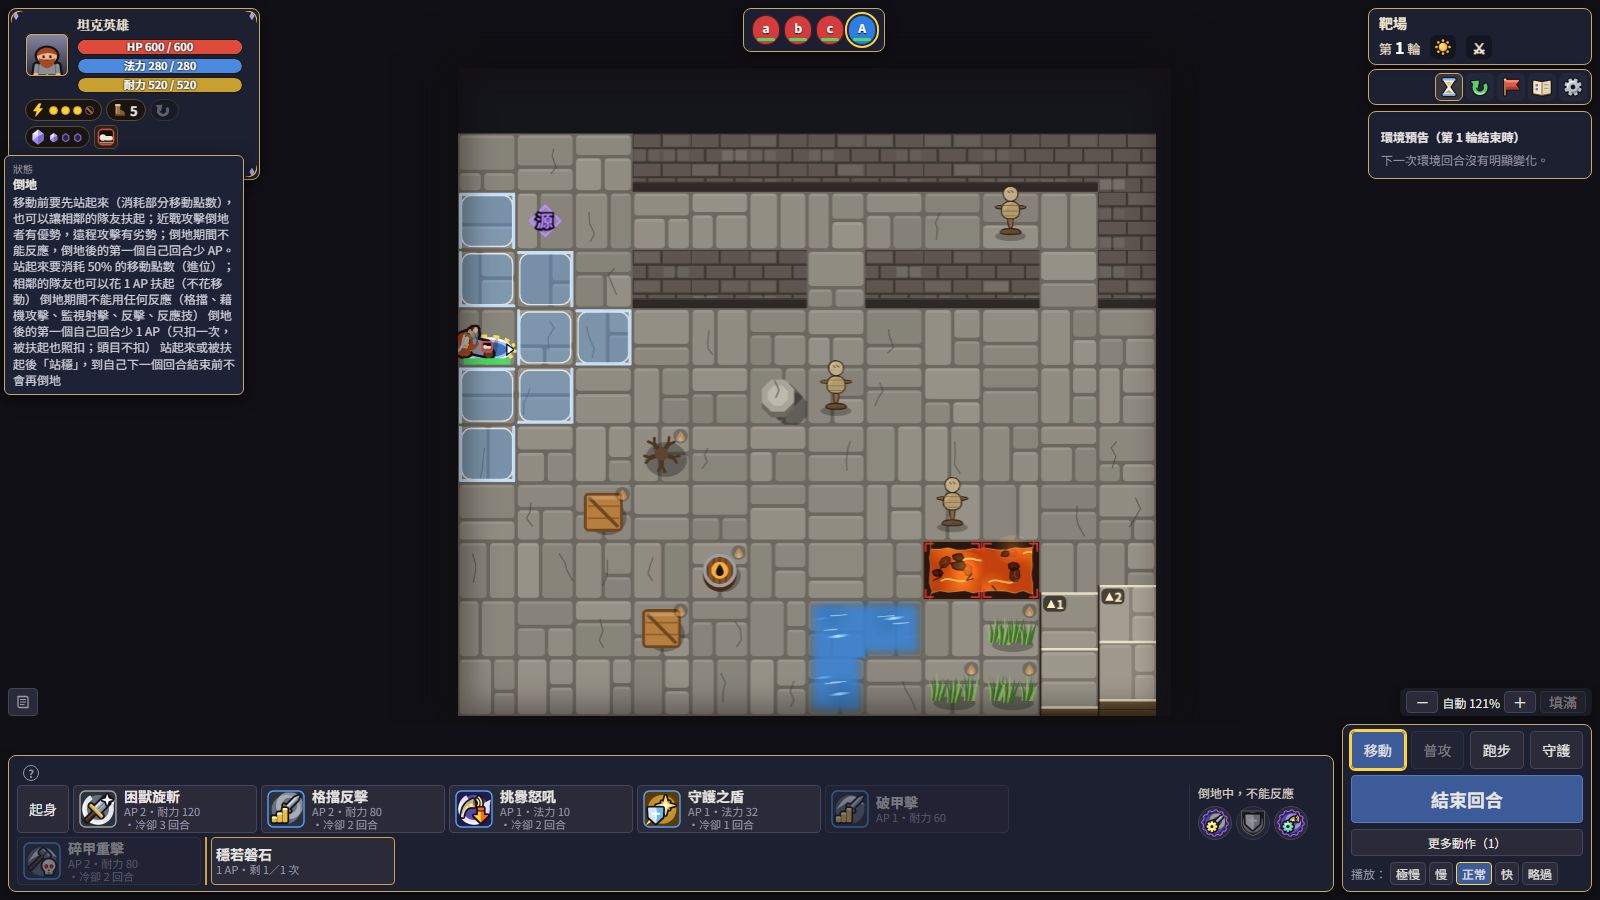 坦克英雄
HP 600 / 600
法力 280 / 280
耐力 520 / 520
5
狀態
倒地
移動前要先站起來（消耗部分移動點數），
也可以讓相鄰的隊友扶起；近戰攻擊倒地
者有優勢，遠程攻擊有劣勢；倒地期間不
能反應，倒地後的第一個自己回合少 AP。
站起來要消耗 50% 的移動點數（進位）；
相鄰的隊友也可以花 1 AP 扶起（不花移
動） 倒地期間不能用任何反應（格擋、藉
機攻擊、監視射擊、反擊、反應技） 倒地
後的第一個自己回合少 1 AP（只扣一次，
被扶起也照扣；頭目不扣） 站起來或被扶
起後「站穩」，到自己下一個回合結束前不
會再倒地
a
b
c
A
靶場
第 1 輪
環境預告（第 1 輪結束時）
下一次環境回合沒有明顯變化。
源
▲1
▲2
− 自動 121% + 填滿
移動
普攻
跑步
守護
結束回合
更多動作（1）
播放：
極慢
慢
正常
快
略過
?
起身
困獸旋斬
AP 2・耐力 120
・冷卻 3 回合
格擋反擊
AP 2・耐力 80
・冷卻 2 回合
挑釁怒吼
AP 1・法力 10
・冷卻 2 回合
守護之盾
AP 1・法力 32
・冷卻 1 回合
破甲擊
AP 1・耐力 60
倒地中，不能反應
碎甲重擊
AP 2・耐力 80
・冷卻 2 回合
穩若磐石
1 AP・剩 1／1 次